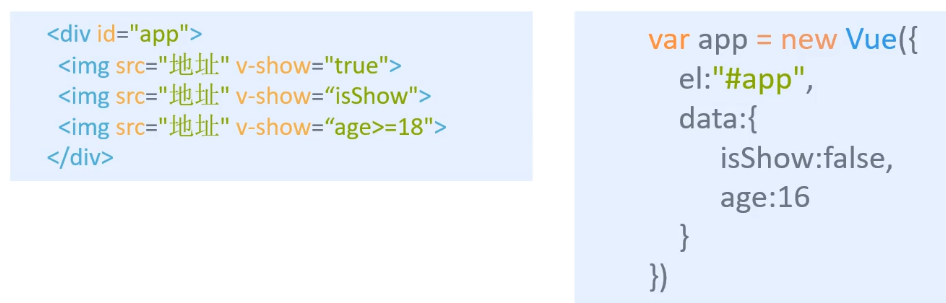 <div id="app">
<img src="地址" v-show="true">
<img src="地址" v-show=“isShow">
<img src="地址" v-show=“age>=18">
</div>
var app = new Vue({
el:"#app",
data:{
isShow:false,
age:16
}
})